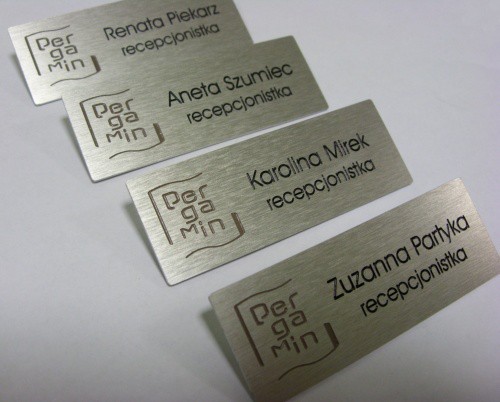 Per
ga
Min
Renata Piekarz
recepcjonistka
Per
ga
Min
Aneta Szumiec
recepcjonistka
Per
ga
Min
Karolina Mirek
recepcjonistka
Per
ga
Min
Zuzanna Partyka
recepcjonistka